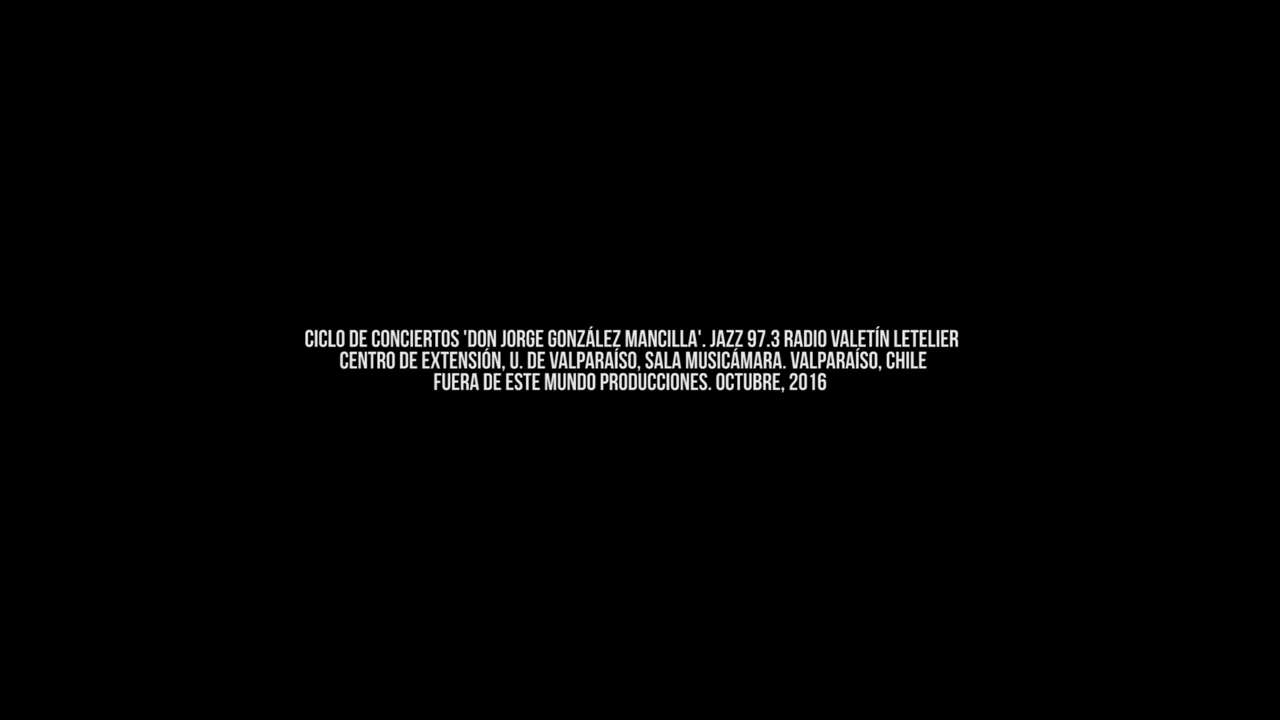 CICLO DE CONCIERTOS 'DON JORGE GONZÁLEZ MANCILLA'. JAZZ 97.3 RADIO VALETÍN LETELIER
CENTRO DE EXTENSIÓN, U. DE VALPARAÍSO, SALA MUSICÁMARA. VALPARAÍSO, CHILE
FUERA DE ESTE MUNDO PRODUCCIONES. OCTUBRE, 2016